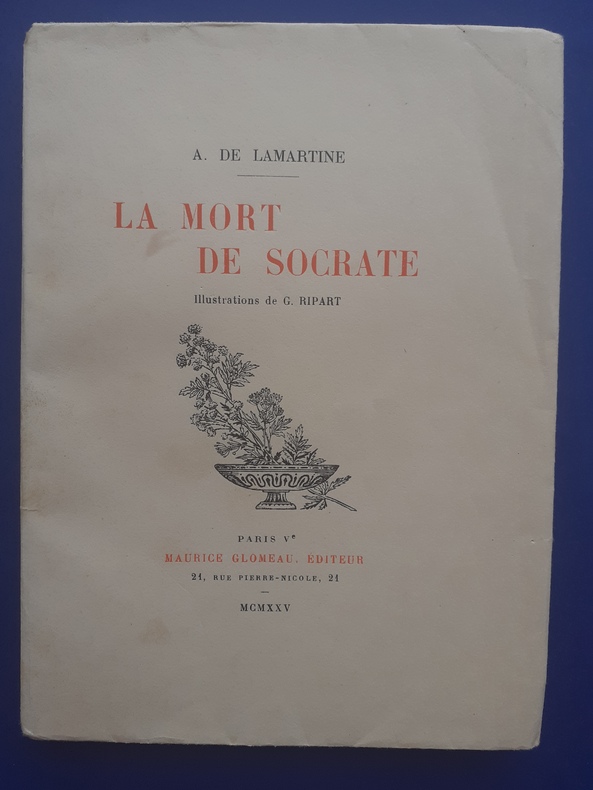 A. DE LAMARTINE
LA MORT
DE SOCRATE
Illustrations de G. RIPART
PARIS Vᵉ
MAURICE GLOMEAU, ÉDITEUR
21, RUE PIERRE-NICOLE, 21
MCMXXV